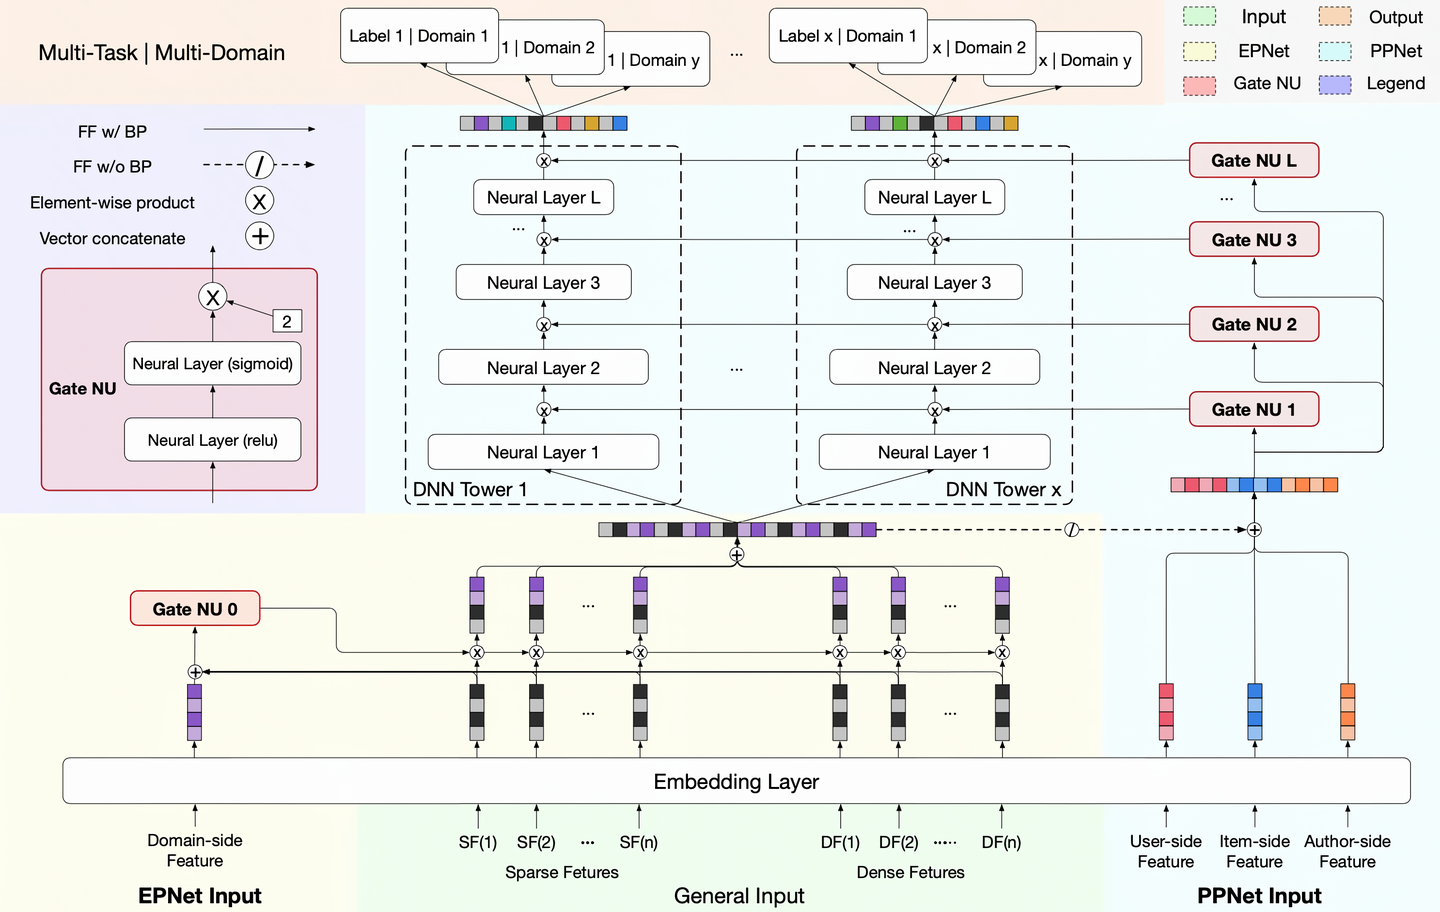 Multi-Task | Multi-Domain
Label 1 | Domain 1
1 | Domain 2
1 | Domain y
...
Label x | Domain 1
x | Domain 2
x | Domain y
Input
Output
EPNet
PPNet
Gate NU
Legend
FF w/ BP
FF w/o BP
/
Element-wise product
X
Vector concatenate
+
X
2
Neural Layer (sigmoid)
Gate NU
Neural Layer (relu)
x
Neural Layer L
...
x
Neural Layer 3
x
Neural Layer 2
x
Neural Layer 1
DNN Tower 1
...
x
Neural Layer L
...
x
Neural Layer 3
x
Neural Layer 2
x
Neural Layer 1
DNN Tower x
Gate NU L
...
Gate NU 3
Gate NU 2
Gate NU 1
/
+
+
... ...
Gate NU 0
x x x x x x
+
... ...
Embedding Layer
Domain-side
Feature
EPNet Input
SF(1) SF(2) ... SF(n)
Sparse Fetures
DF(1) DF(2) ..... DF(n)
Dense Fetures
General Input
User-side
Feature
Item-side
Feature
Author-side
Feature
PPNet Input